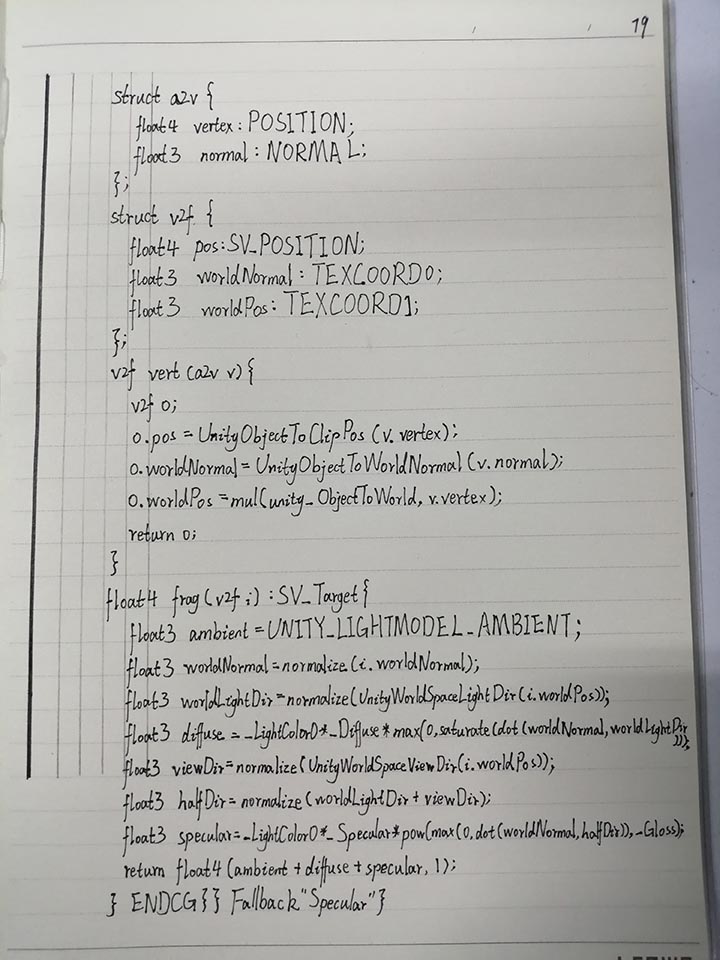 19
struct a2v {
float4 vertex : POSITION;
float3 normal : NORMAL;
};
struct v2f {
float4 pos:SV_POSITION;
float3 worldNormal : TEXCOORD0;
float3 worldPos: TEXCOORD1;
};
v2f vert (a2v v){
v2f o;
o.pos = UnityObjectToClipPos (v.vertex);
o.worldNormal = UnityObjectToWorldNormal (v.normal);
o.worldPos = mul(unity_ObjectToWorld, v.vertex);
return o;
}
float4 frag (v2f i) : SV_Target{
float3 ambient = UNITY_LIGHTMODEL_AMBIENT;
float3 worldNormal = normalize (i.worldNormal);
float3 worldLightDir = normalize (UnityWorldSpaceLightDir (i.worldPos));
float3 diffuse = _LightColor0*_Diffuse*max(0,saturate(dot(worldNormal,worldLightDir
)));
float3 viewDir = normalize (UnityWorldSpaceViewDir(i.worldPos));
float3 halfDir = normalize (worldLightDir + viewDir);
float3 specular = _LightColor0*_Specular*pow(max(0,dot(worldNormal,halfDir)),_Gloss);
return float4 (ambient + diffuse + specular, 1);
} ENDCG}} Fallback"Specular"}